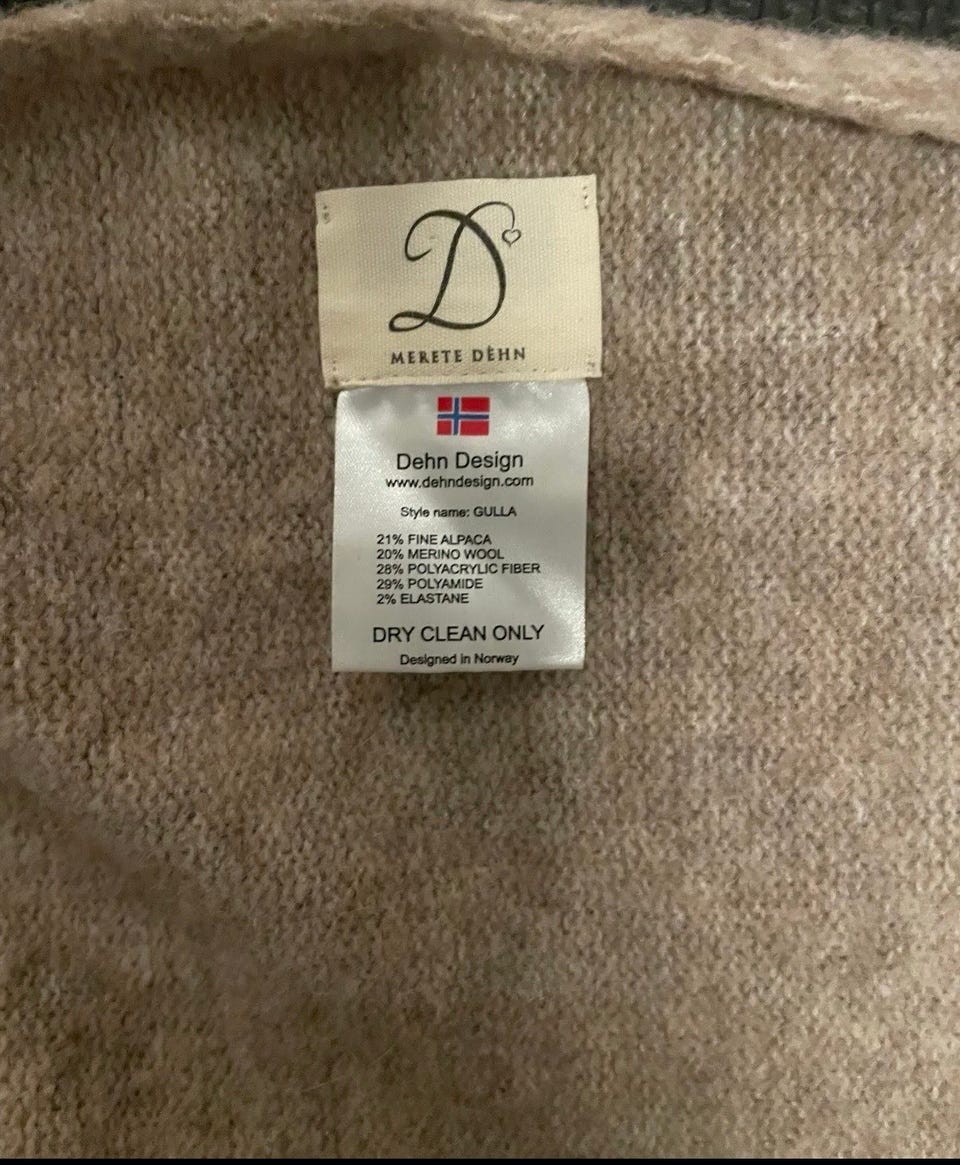 D
MERETE DĖHN
Dehn Design
www.dehndesign.com
Style name: GULLA
21% FINE ALPACA
20% MERINO WOOL
28% POLYACRYLIC FIBER
29% POLYAMIDE
2% ELASTANE
DRY CLEAN ONLY
Designed in Norway